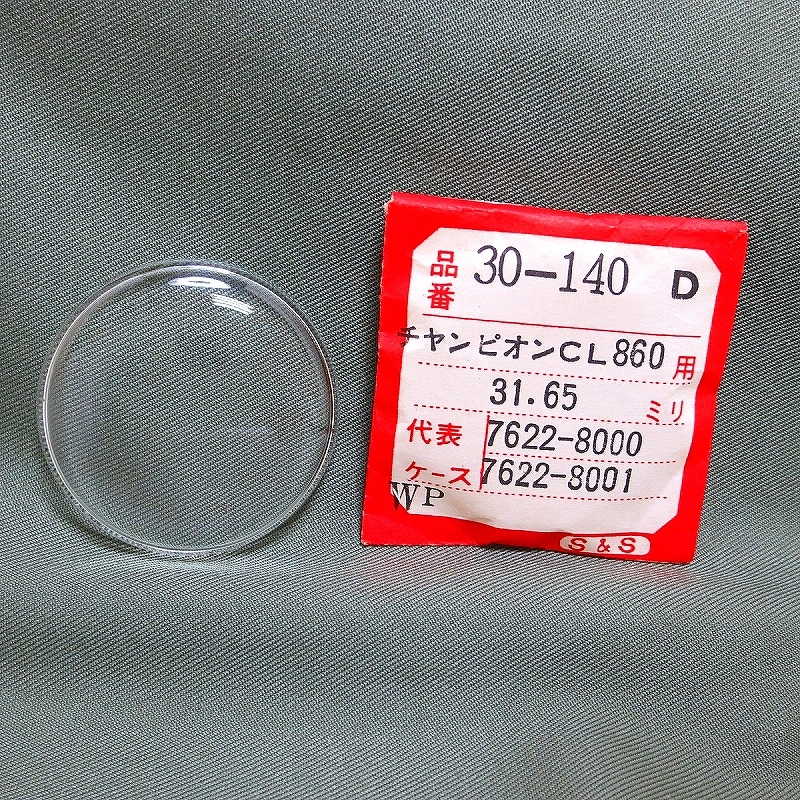 品番 30-140 D
チヤンピオンCL860用
31.65 ミリ
代表 7622-8000
ケース 7622-8001
WP
S & S